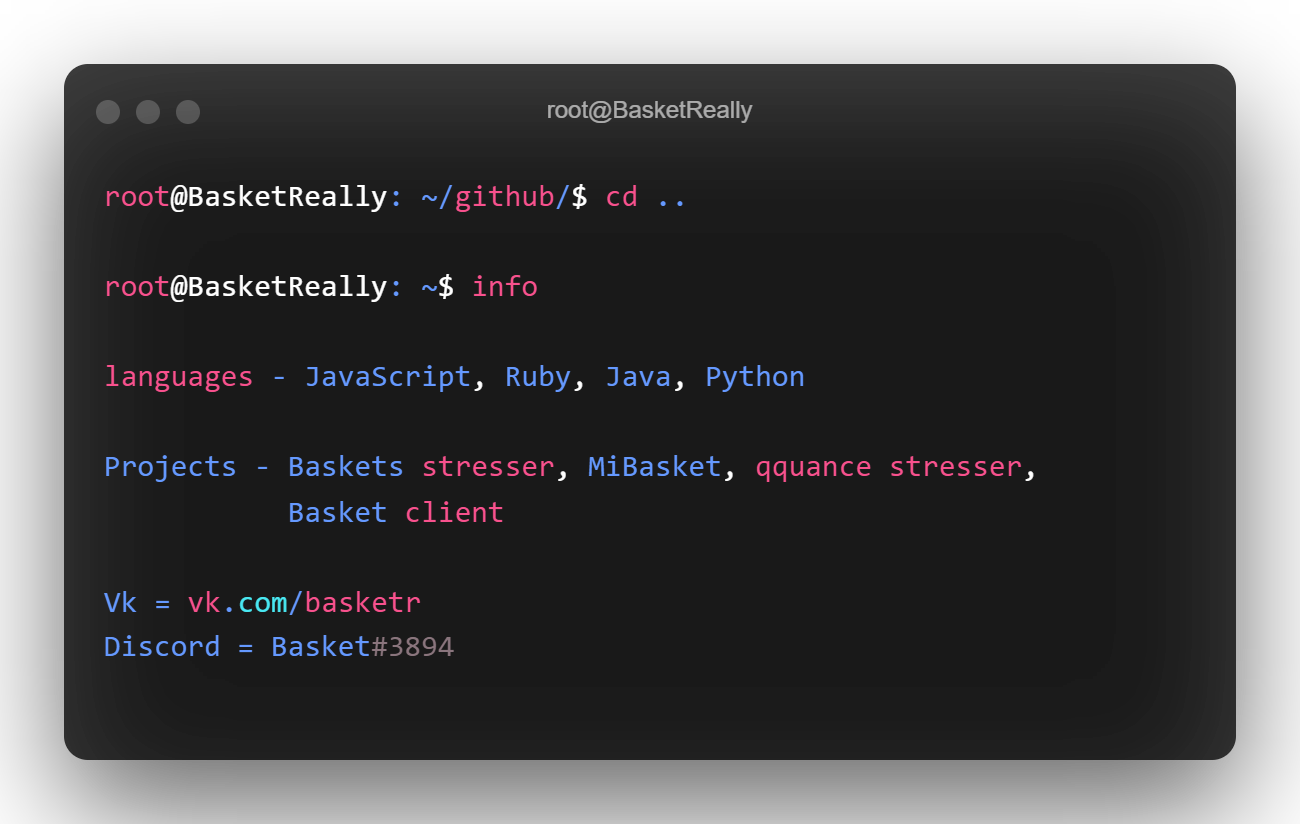 root@BasketReally
root@BasketReally: ~/github/$ cd ..
root@BasketReally: ~$ info
languages - JavaScript, Ruby, Java, Python
Projects - Baskets stresser, MiBasket, qquance stresser,
Basket client
Vk = vk.com/basketr
Discord = Basket#3894